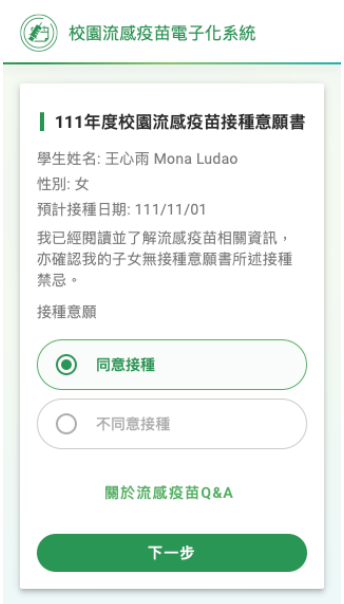 校園流感疫苗電子化系統
111年度校園流感疫苗接種意願書
學生姓名: 王心雨 Mona Ludao
性別: 女
預計接種日期: 111/11/01
我已經閱讀並了解流感疫苗相關資訊，
亦確認我的子女無接種意願書所述接種
禁忌。
接種意願
同意接種
不同意接種
關於流感疫苗Q&A
下一步